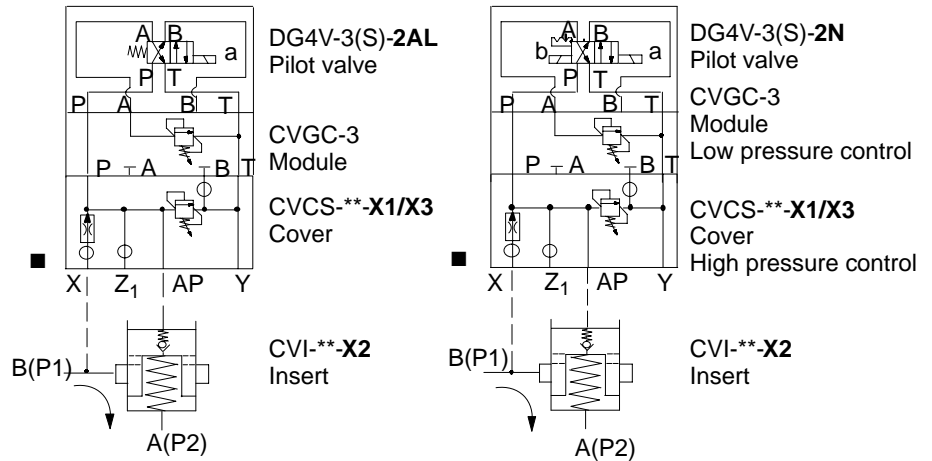 A B
a
P T
P A B T
P A B T
X Z1 AP Y
B(P1)
A(P2)
DG4V-3(S)-2AL
Pilot valve
CVGC-3
Module
CVCS-**-X1/X3
Cover
CVI-**-X2
Insert
A B
b a
P T
P A B T
P A B T
X Z1 AP Y
B(P1)
A(P2)
DG4V-3(S)-2N
Pilot valve
CVGC-3
Module
Low pressure control
CVCS-**-X1/X3
Cover
High pressure control
CVI-**-X2
Insert